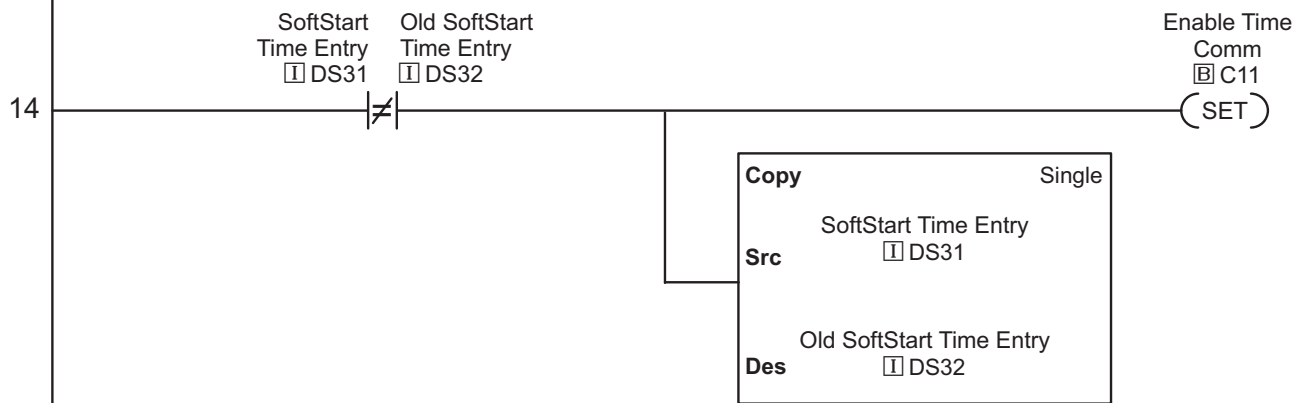 SoftStart Time Entry
I DS31
Old SoftStart Time Entry
I DS32
Enable Time Comm
B C11
14
≠
SET
Copy Single
SoftStart Time Entry
Src I DS31
Old SoftStart Time Entry
Des I DS32